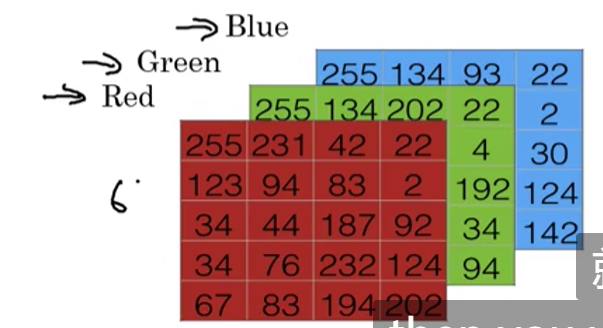 → Blue
→ Green
→ Red
255 134 93 22
255 134 202 22 2
255 231 42 22 4 30
123 94 83 2 192 124
34 44 187 92 34 142
34 76 232 124 94
67 83 194 202
6